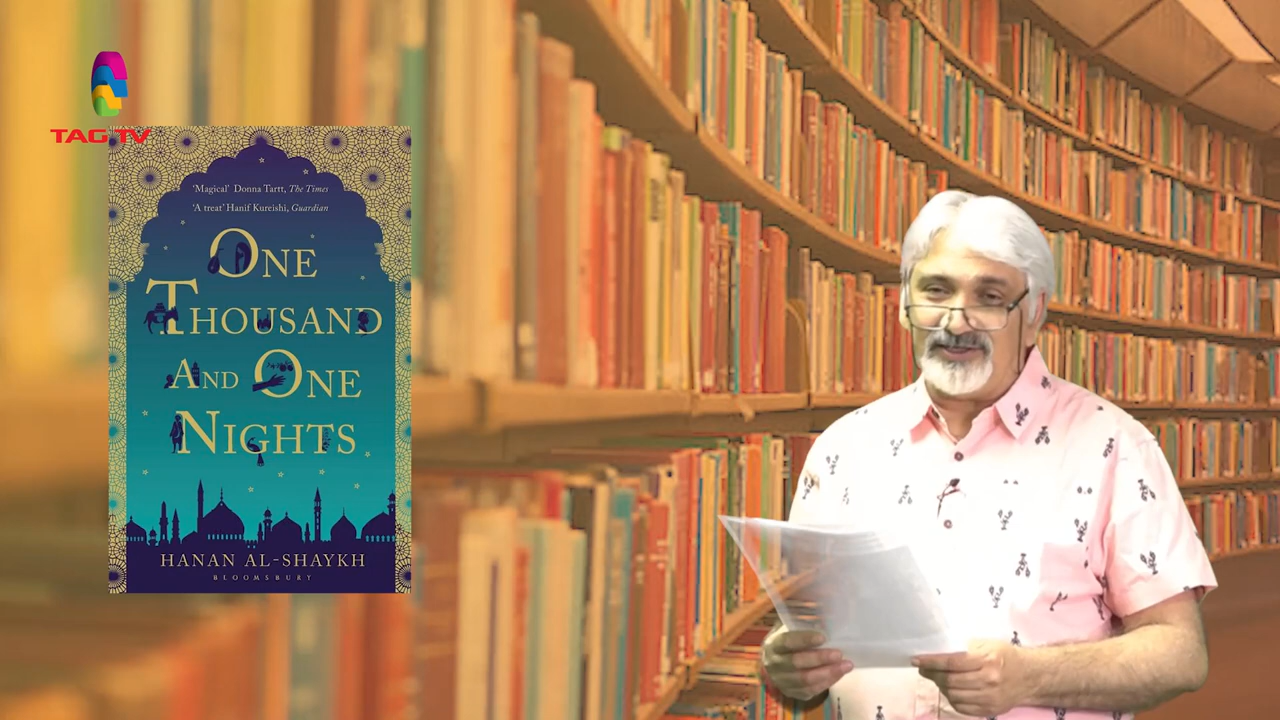 TAG TV
‘Magical’ Donna Tartt, The Times
‘A treat’ Hanif Kureishi, Guardian
ONE
THOUSAND
AND ONE
NIGHTS
HANAN AL-SHAYKH
BLOOMSBURY